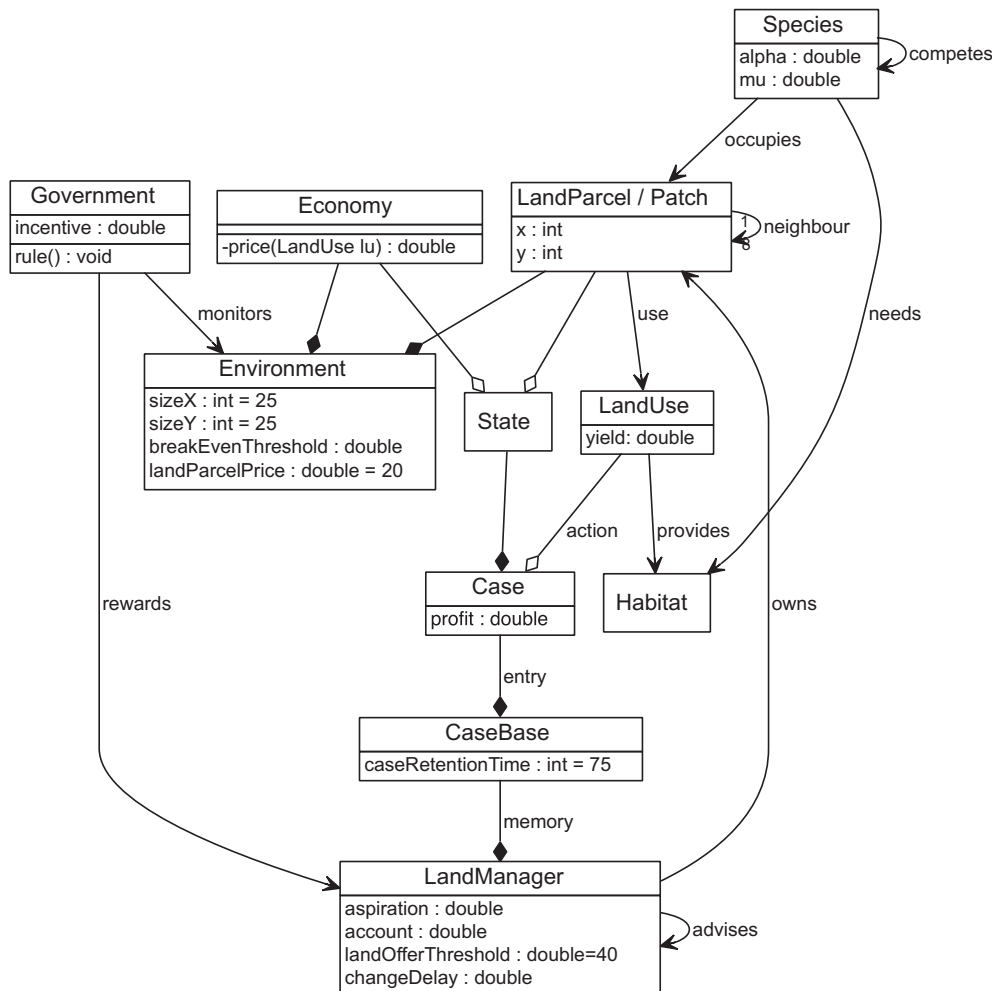 Species
alpha : double
mu : double
competes
occupies
Government
incentive : double
rule() : void
Economy
-price(LandUse lu) : double
LandParcel / Patch
x : int
y : int
1
8
neighbour
monitors
use
needs
Environment
sizeX : int = 25
sizeY : int = 25
breakEvenThreshold : double
landParcelPrice : double = 20
State
LandUse
yield: double
action
provides
Case
profit : double
Habitat
rewards
owns
entry
CaseBase
caseRetentionTime : int = 75
memory
LandManager
aspiration : double
account : double
landOfferThreshold : double=40
changeDelay : double
advises